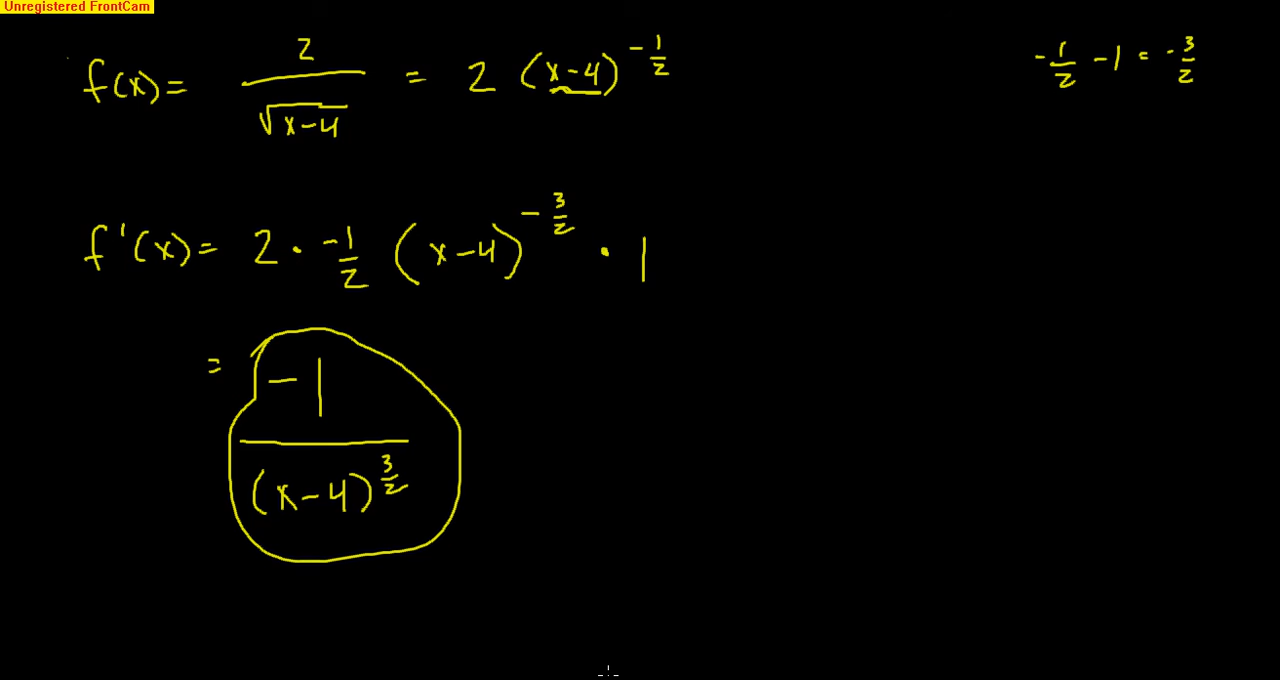 Unregistered FrontCam
f(x) = 2/√(x-4) = 2 (x-4)^(-1/2)
-1/2 - 1 = -3/2
f'(x) = 2 · -1/2 (x-4)^(-3/2) · 1
= -1/(x-4)^(3/2)